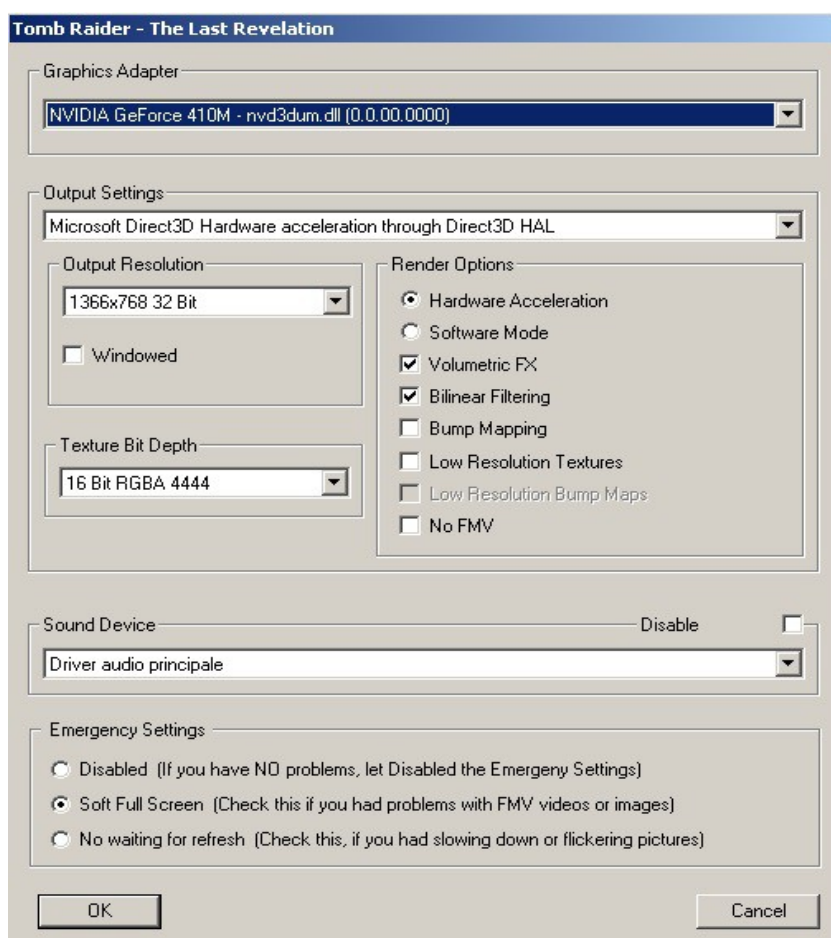 Tomb Raider - The Last Revelation
Graphics Adapter
NVIDIA GeForce 410M - nvd3dum.dll (0.0.00.0000)
Output Settings
Microsoft Direct3D Hardware acceleration through Direct3D HAL
Output Resolution
1366x768 32 Bit
Windowed
Texture Bit Depth
16 Bit RGBA 4444
Render Options
Hardware Acceleration
Software Mode
Volumetric FX
Bilinear Filtering
Bump Mapping
Low Resolution Textures
Low Resolution Bump Maps
No FMV
Sound Device
Disable
Driver audio principale
Emergency Settings
Disabled (If you have NO problems, let Disabled the Emergeny Settings)
Soft Full Screen (Check this if you had problems with FMV videos or images)
No waiting for refresh (Check this, if you had slowing down or flickering pictures)
OK
Cancel